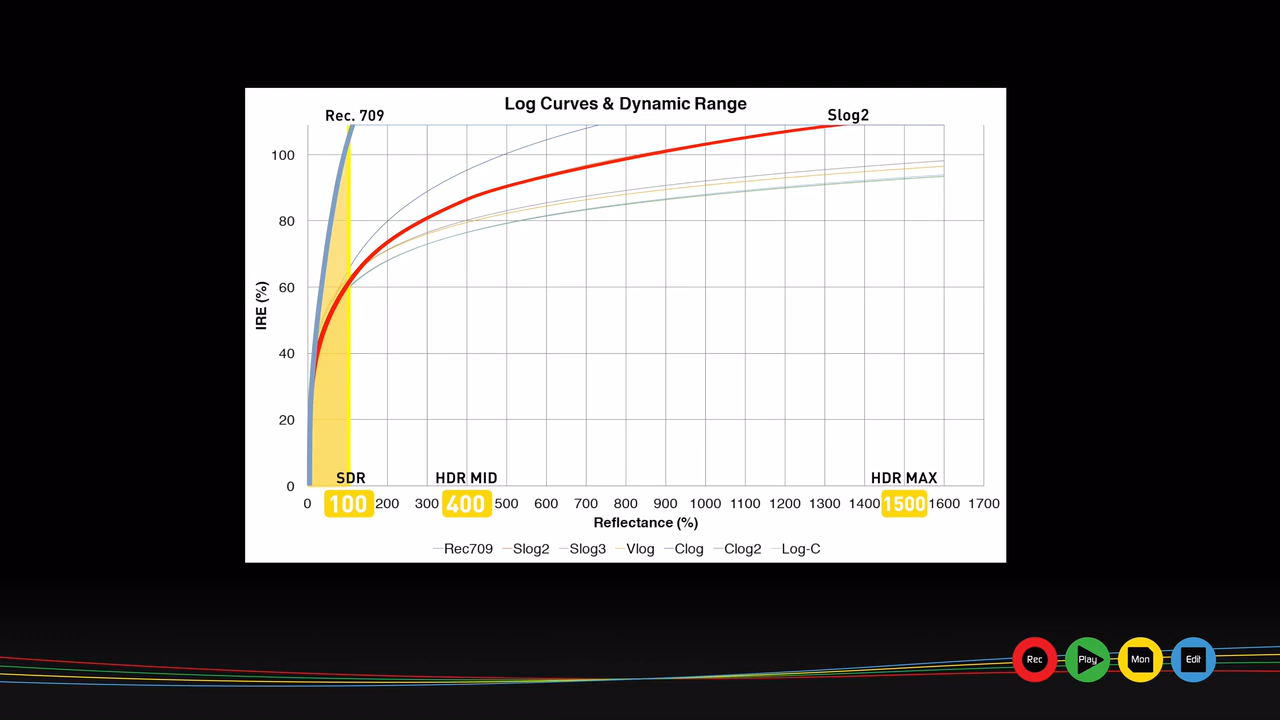 Log Curves & Dynamic Range
Rec. 709
Slog2
100
80
60
40
20
0
IRE (%)
SDR
HDR MID
HDR MAX
0 100 200 300 400 500 600 700 800 900 1000 1100 1200 1300 1400 1500 1600 1700
Reflectance (%)
Rec709 Slog2 Slog3 Vlog Clog Clog2 Log-C
Rec Play Mon Edit